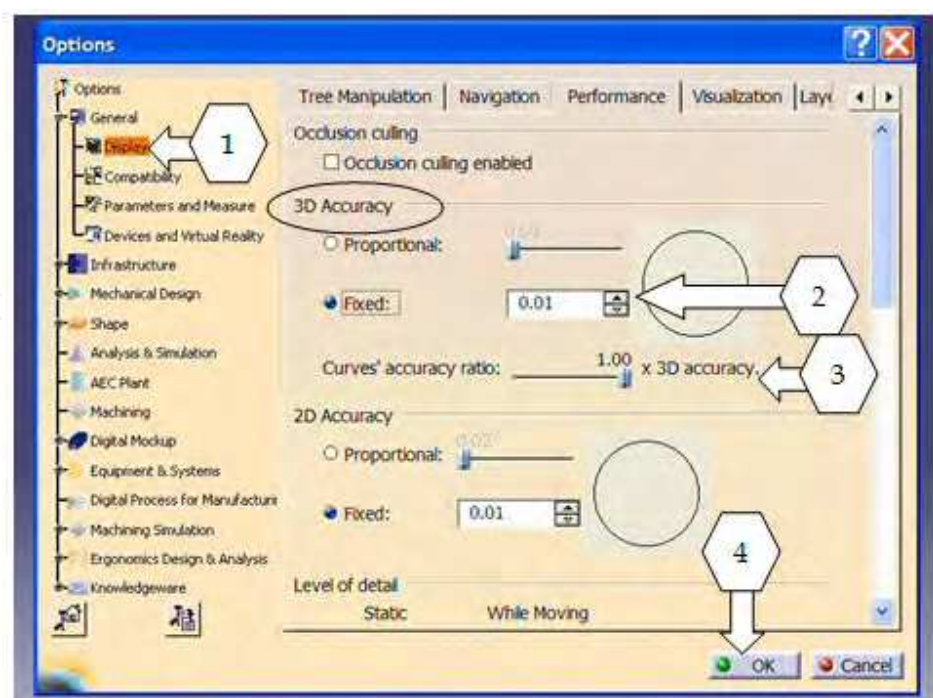 Options
Options
General
Display
Compatibility
Parameters and Measure
Devices and Virtual Reality
Infrastructure
Mechanical Design
Shape
Analysis & Simulation
AEC Plant
Machining
Digital Mockup
Equipment & Systems
Digital Process for Manufacturi
Machining Simulation
Ergonomics Design & Analysis
Knowledgeware
1
Tree Manipulation
Navigation
Performance
Visualization
Laye
Occlusion culling
Occlusion culling enabled
3D Accuracy
Proportional:
Fixed: 0.01
2
Curves' accuracy ratio: 1.00 x 3D accuracy.
3
2D Accuracy
Proportional: 0.02
Fixed: 0.01
4
Level of detail
Static While Moving
OK Cancel